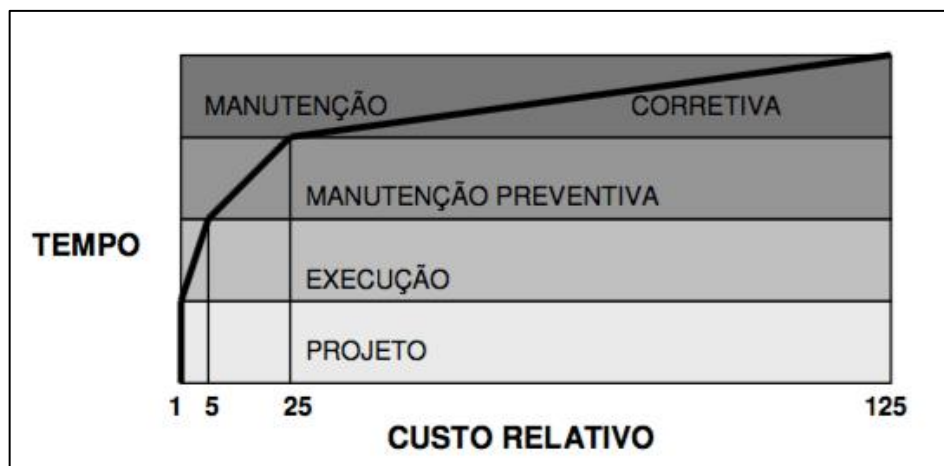 MANUTENÇÃO CORRETIVA
MANUTENÇÃO PREVENTIVA
TEMPO
EXECUÇÃO
PROJETO
1 5 25 125
CUSTO RELATIVO